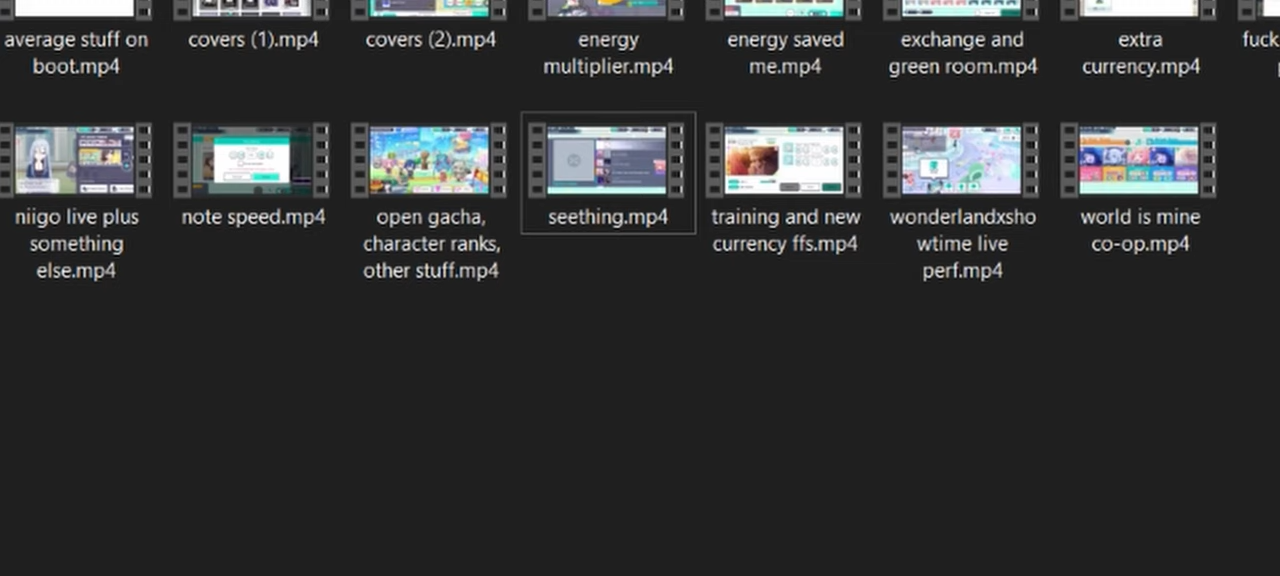 average stuff on
boot.mp4
covers (1).mp4
covers (2).mp4
energy
multiplier.mp4
energy saved
me.mp4
exchange and
green room.mp4
extra
currency.mp4
fuck
niigo live plus
something
else.mp4
note speed.mp4
open gacha,
character ranks,
other stuff.mp4
seething.mp4
training and new
currency ffs.mp4
wonderlandxsho
wtime live
perf.mp4
world is mine
co-op.mp4